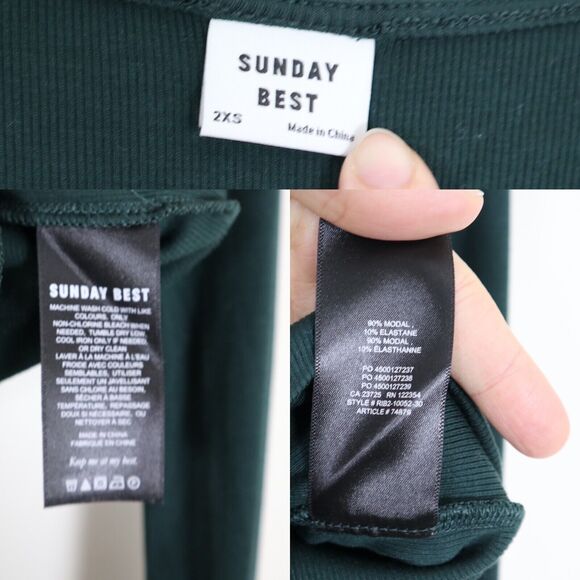 SUNDAY
BEST
2XS
Made in China
SUNDAY BEST
MACHINE WASH COLD WITH LIKE
COLOURS. ONLY
NON-CHLORINE BLEACH WHEN
NEEDED. TUMBLE DRY LOW.
COOL IRON ONLY IF NEEDED
OR DRY CLEAN
LAVER À LA MACHINE À L'EAU
FROIDE AVEC COULEURS
SEMBLABLES, UTILISER
SEULEMENT UN JAVELLISANT
SANS CHLORE AU BESOIN,
SÉCHER À BASSE
TEMPÉRATURE, REPASSAGE
DOUX SI NÉCESSAIRE, OU
NETTOYER À SEC
MADE IN CHINA
FABRIQUÉ EN CHINE
Keep me at my best.
90% MODAL,
10% ELASTANE
90% MODAL,
10% ÉLASTHANNE
PO 4500127237
PO 4500127238
PO 4500127239
CA 23725 RN 122354
STYLE # RIB2-10052-30
ARTICLE # 74879